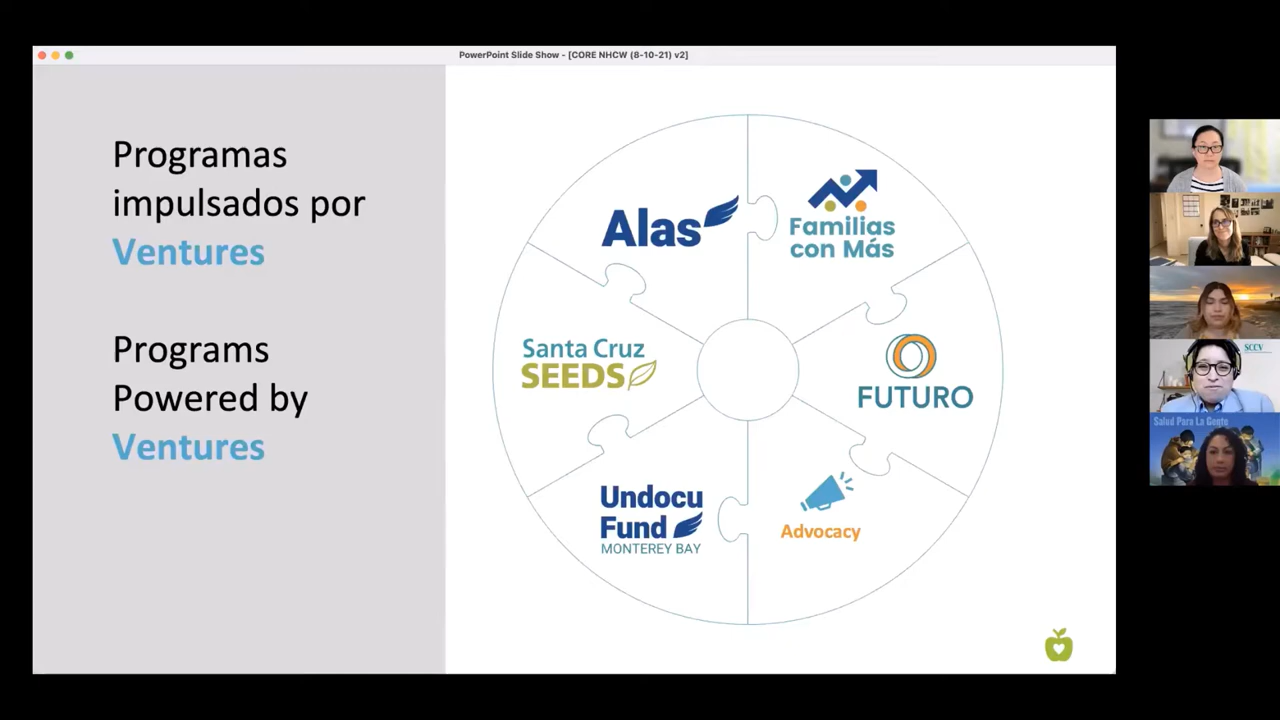 PowerPoint Slide Show - [CORE NHCW (8-10-21) v2]
Programas
impulsados por
Ventures
Programs
Powered by
Ventures
Alas
Familias
con Más
Santa Cruz
SEEDS
FUTURO
Undocu
Fund
MONTEREY BAY
Advocacy
SCCV
Salud Para La Gente